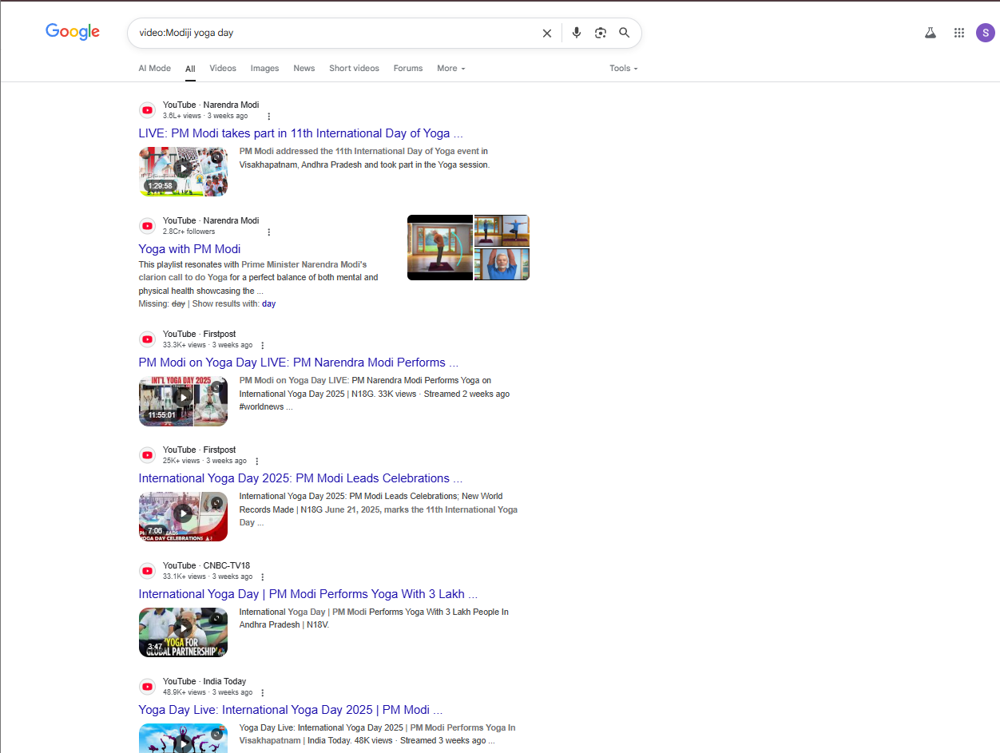 Google
video:Modiji yoga day
S
AI Mode All Videos Images News Short videos Forums More Tools
YouTube · Narendra Modi
3.6L+ views · 3 weeks ago
LIVE: PM Modi takes part in 11th International Day of Yoga ...
PM Modi addressed the 11th International Day of Yoga event in
Visakhapatnam, Andhra Pradesh and took part in the Yoga session.
1:29:58
YouTube · Narendra Modi
2.8Cr+ followers
Yoga with PM Modi
This playlist resonates with Prime Minister Narendra Modi's
clarion call to do Yoga for a perfect balance of both mental and
physical health showcasing the ...
Missing: day | Show results with: day
YouTube · Firstpost
33.3K+ views · 3 weeks ago
PM Modi on Yoga Day LIVE: PM Narendra Modi Performs ...
INT'L YOGA DAY 2025
11:55:01
PM Modi on Yoga Day LIVE: PM Narendra Modi Performs Yoga on
International Yoga Day 2025 | N18G. 33K views · Streamed 2 weeks ago
#worldnews ...
YouTube · Firstpost
25K+ views · 3 weeks ago
International Yoga Day 2025: PM Modi Leads Celebrations ...
7:06
YOGA DAY CELEBRATIONS
International Yoga Day 2025: PM Modi Leads Celebrations; New World
Records Made | N18G June 21, 2025, marks the 11th International Yoga
Day ...
YouTube · CNBC-TV18
33.1K+ views · 3 weeks ago
International Yoga Day | PM Modi Performs Yoga With 3 Lakh ...
3:47
'YOGA FOR
GLOBAL PARTNERSHIP'
International Yoga Day | PM Modi Performs Yoga With 3 Lakh People In
Andhra Pradesh | N18V.
YouTube · India Today
48.9K+ views · 3 weeks ago
Yoga Day Live: International Yoga Day 2025 | PM Modi ...
Yoga Day Live: International Yoga Day 2025 | PM Modi Performs Yoga In
Visakhapatnam | India Today. 48K views · Streamed 3 weeks ago ...